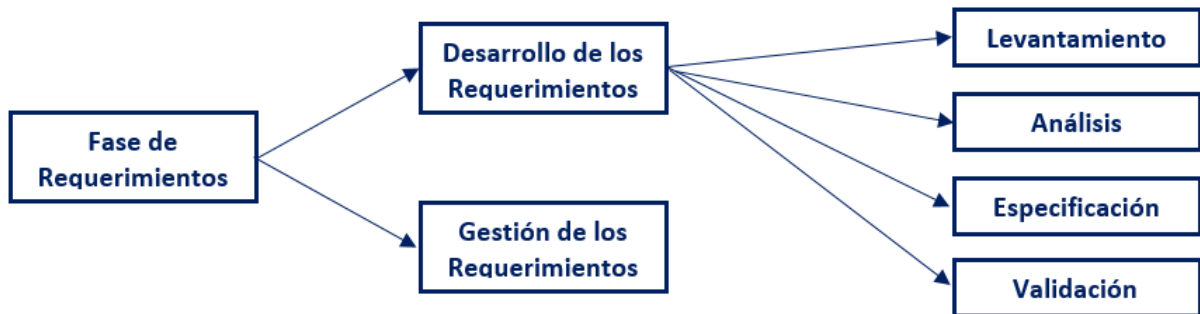 Fase de
Requerimientos
Desarrollo de los
Requerimientos
Gestión de los
Requerimientos
Levantamiento
Análisis
Especificación
Validación